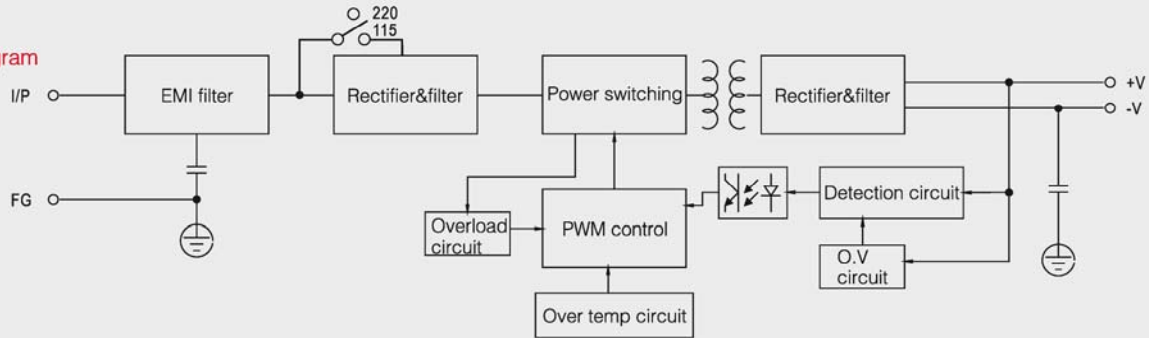 220
115
gram
I/P
EMI filter
Rectifier&filter
Power switching
Rectifier&filter
+V
-V
FG
Overload
circuit
PWM control
Detection circuit
O.V
circuit
Over temp circuit